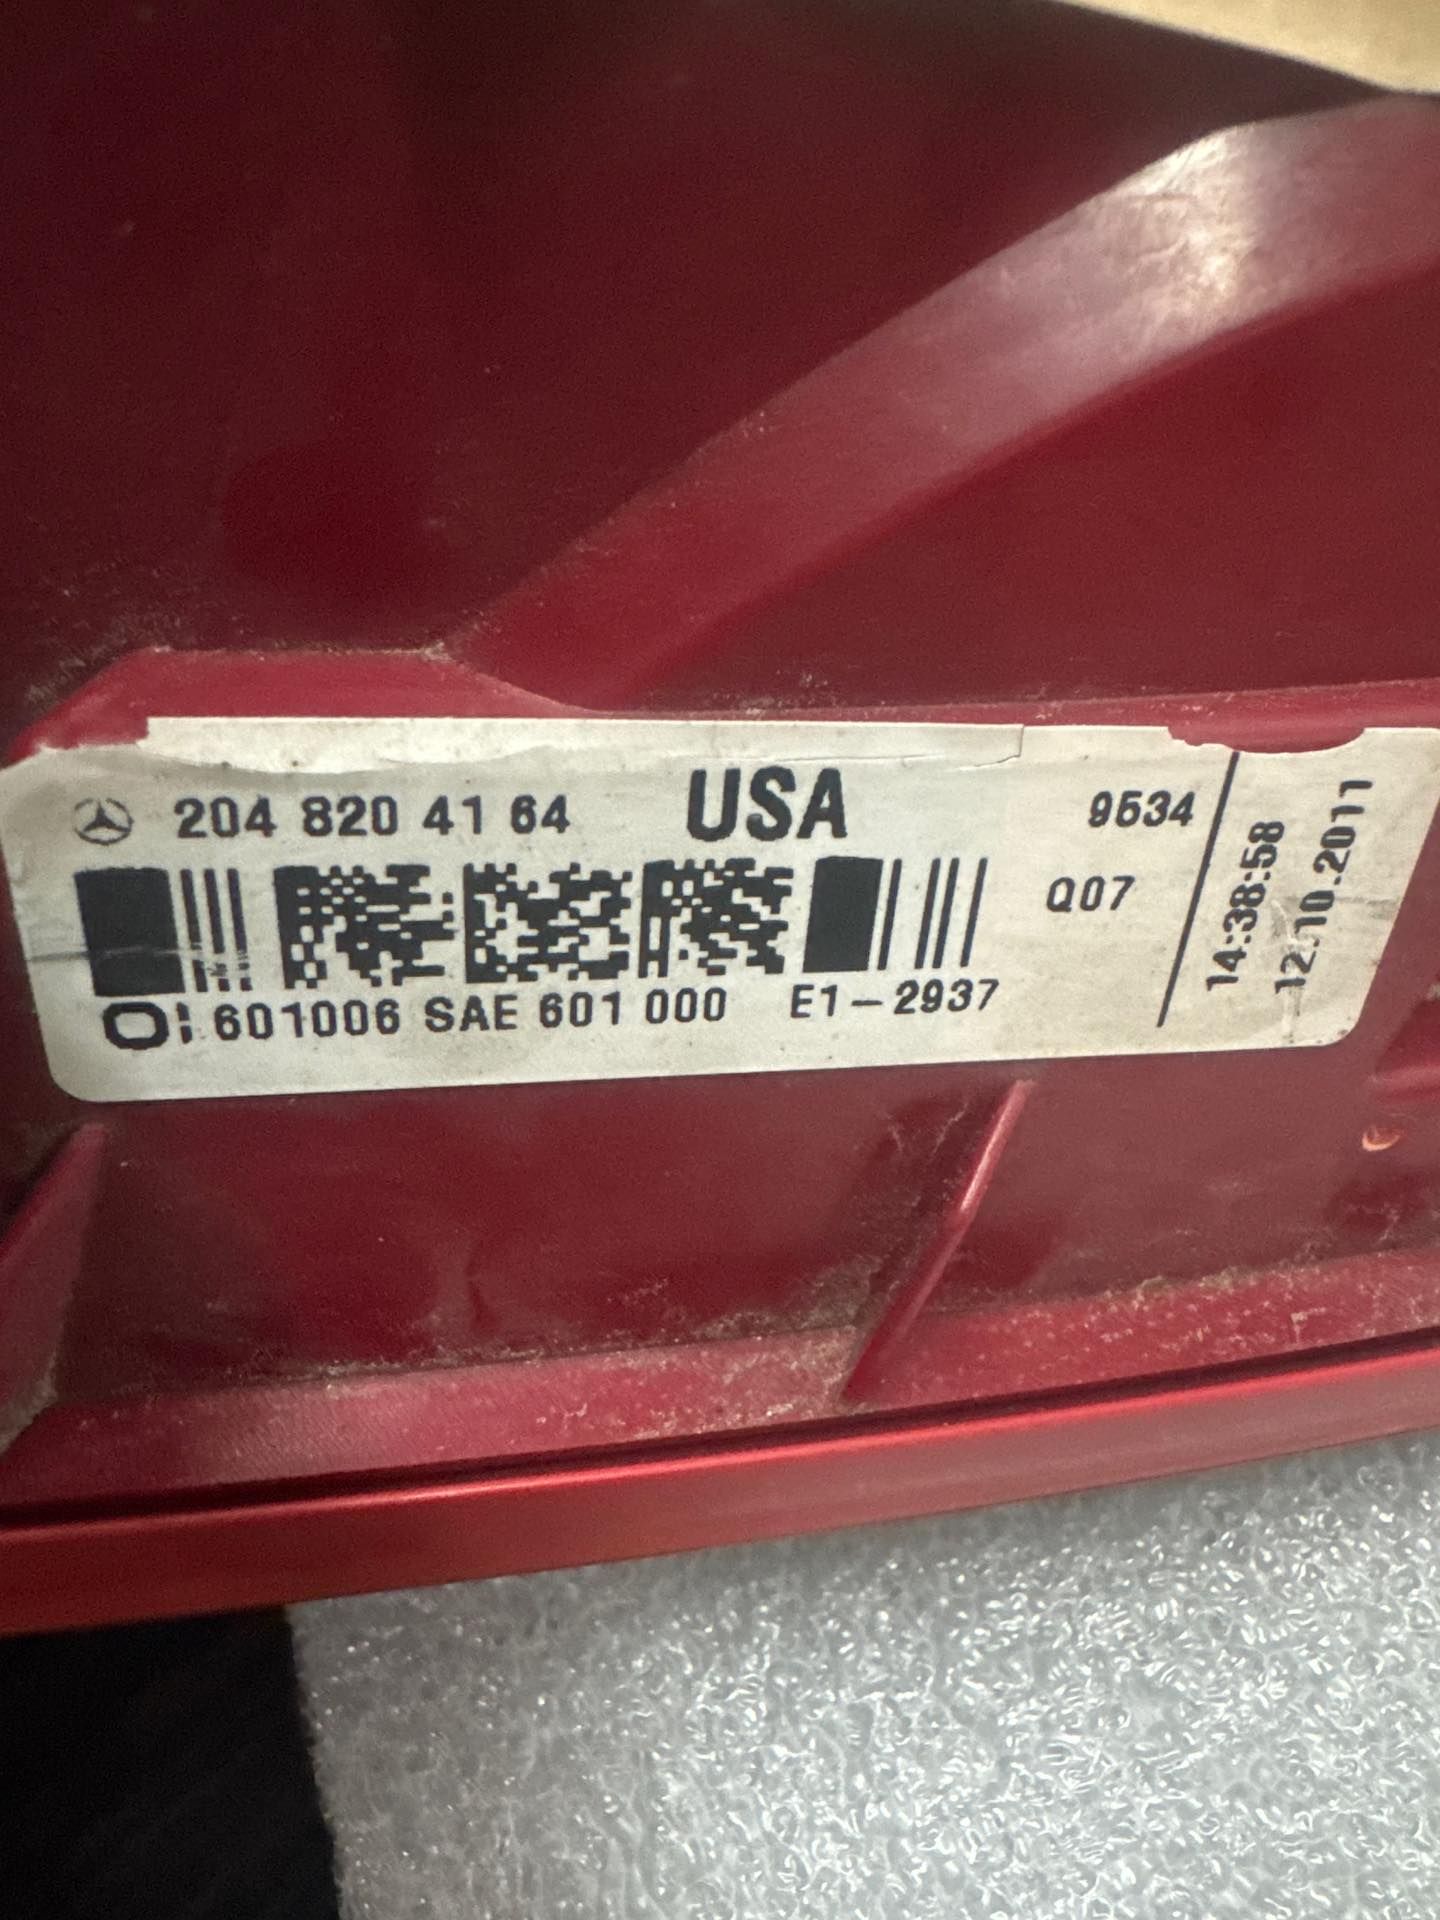 204 820 41 64 USA 9534
Q07
O: 601006 SAE 601 000 E1-2937
14:38:58
12.10.2011